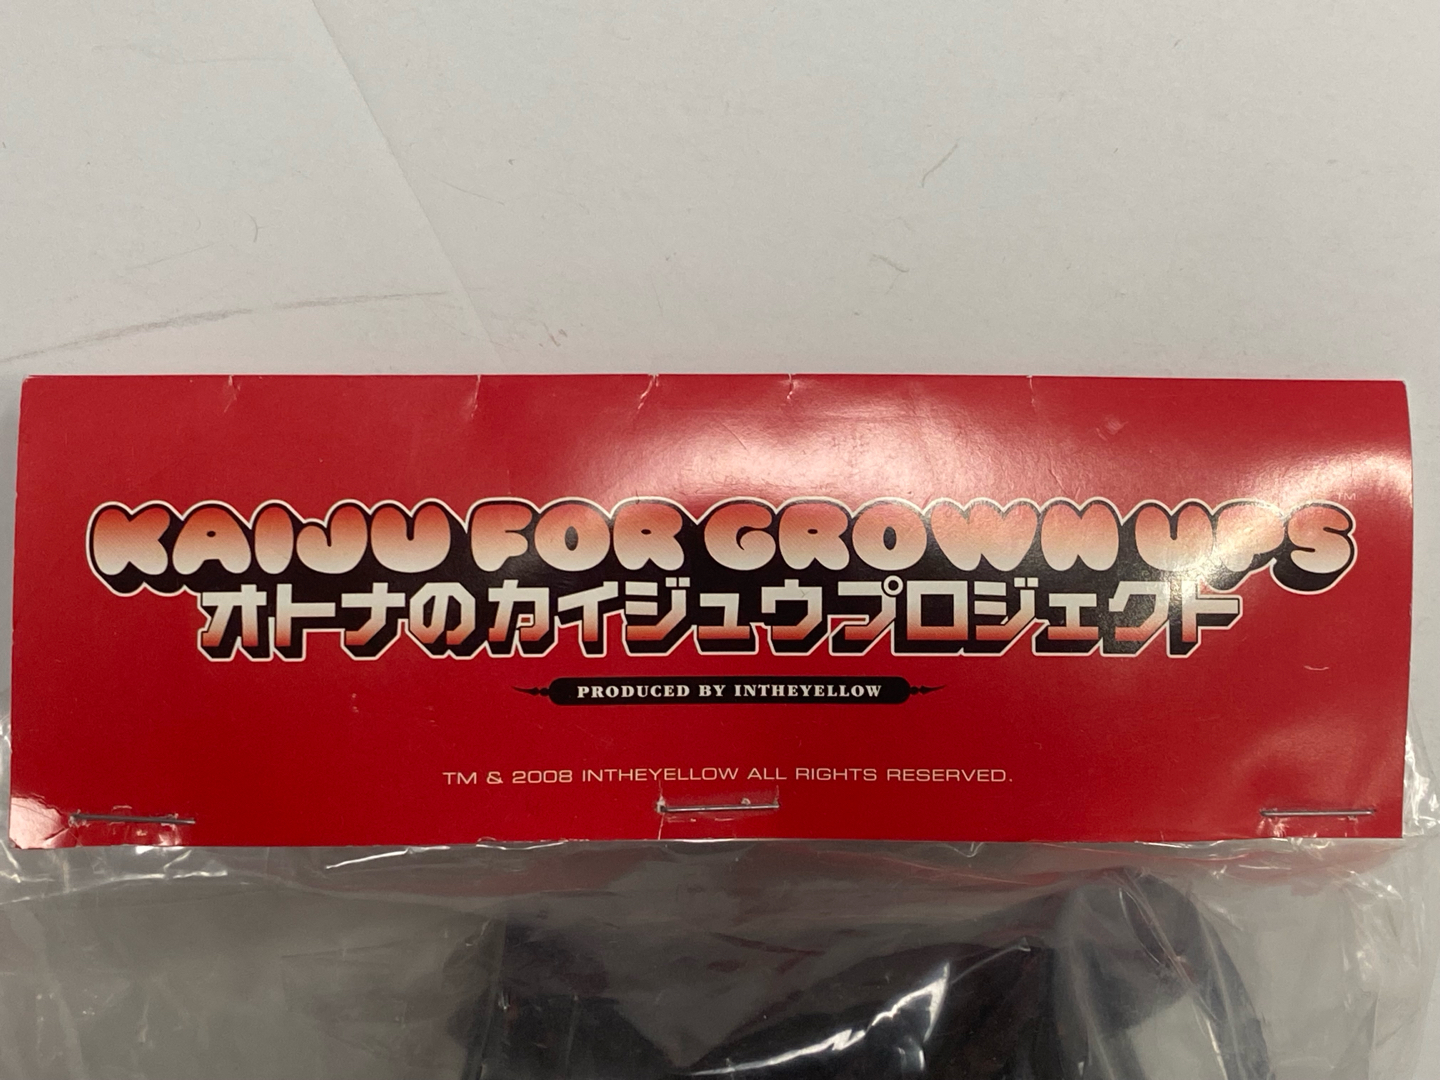 KAIJU FOR GROWN UPS™
オトナのカイジュウプロジェクト
PRODUCED BY INTHEYELLOW
TM & 2008 INTHEYELLOW ALL RIGHTS RESERVED.